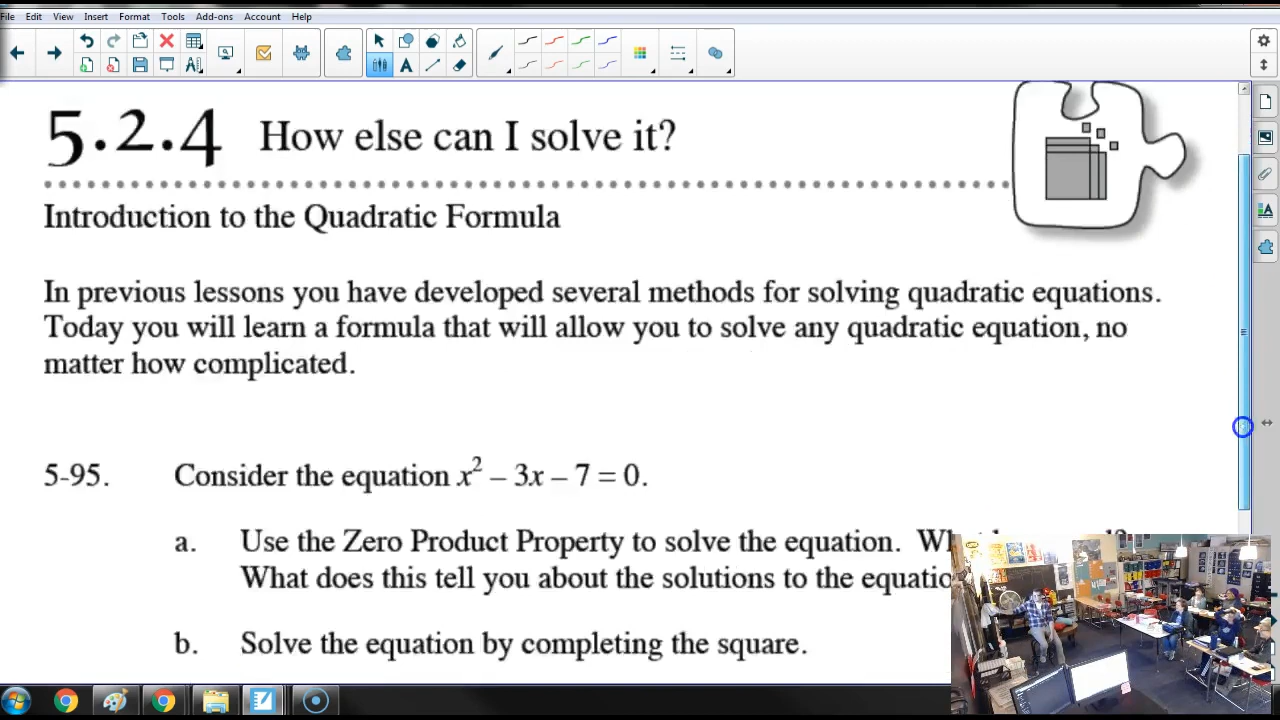 File Edit View Insert Format Tools Add-ons Account Help
5.2.4 How else can I solve it?
Introduction to the Quadratic Formula
In previous lessons you have developed several methods for solving quadratic equations.
Today you will learn a formula that will allow you to solve any quadratic equation, no
matter how complicated.
5-95. Consider the equation x² – 3x – 7 = 0.
a. Use the Zero Product Property to solve the equation.
What does this tell you about the solutions to the
b. Solve the equation by completing the square.